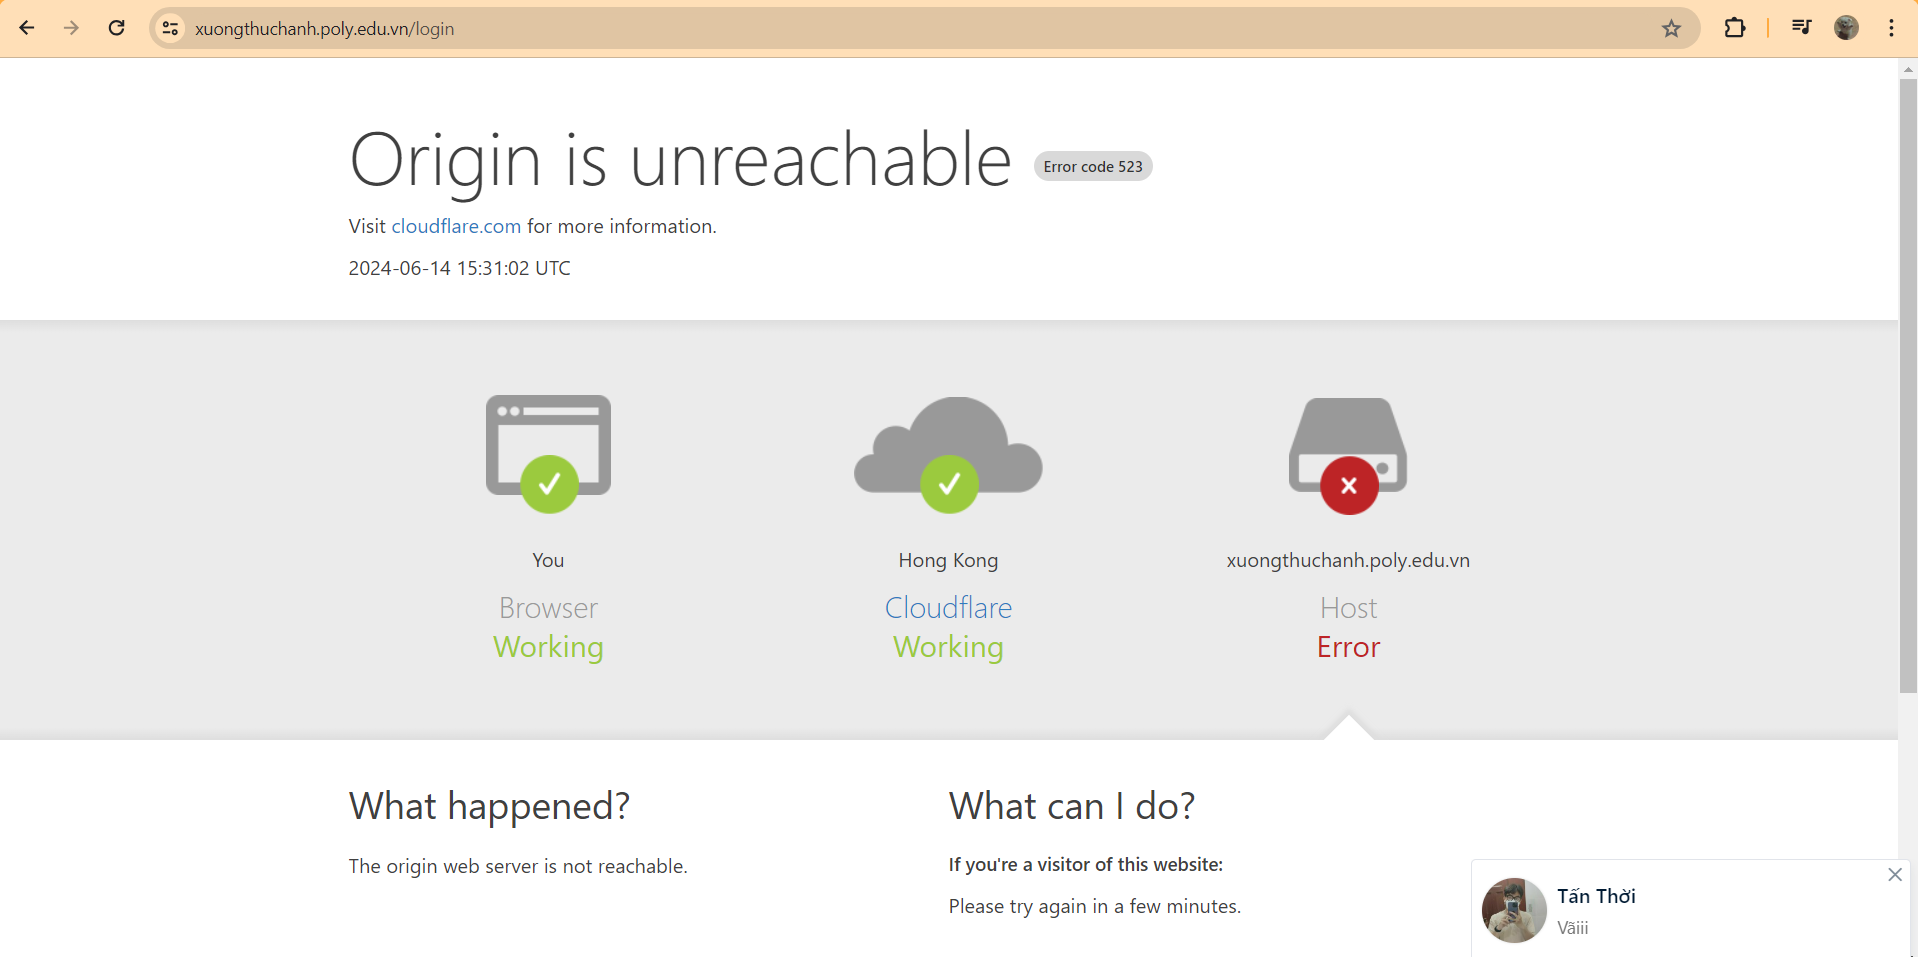 xuongthuchanh.poly.edu.vn/login
Origin is unreachable Error code 523
Visit cloudflare.com for more information.
2024-06-14 15:31:02 UTC
You
Browser
Working
Hong Kong
Cloudflare
Working
xuongthuchanh.poly.edu.vn
Host
Error
What happened?
The origin web server is not reachable.
What can I do?
If you're a visitor of this website:
Please try again in a few minutes.
Tấn Thời
Vãiii